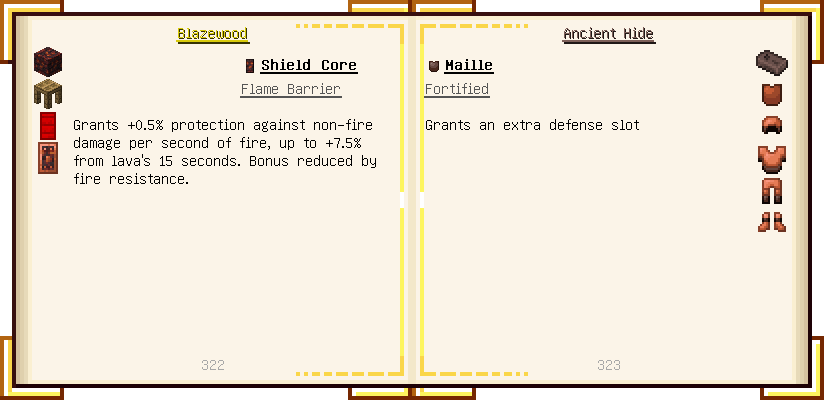 Blazewood
Shield Core
Flame Barrier
Grants +0.5% protection against non-fire
damage per second of fire, up to +7.5%
from lava's 15 seconds. Bonus reduced by
fire resistance.
322
Ancient Hide
Maille
Fortified
Grants an extra defense slot
323